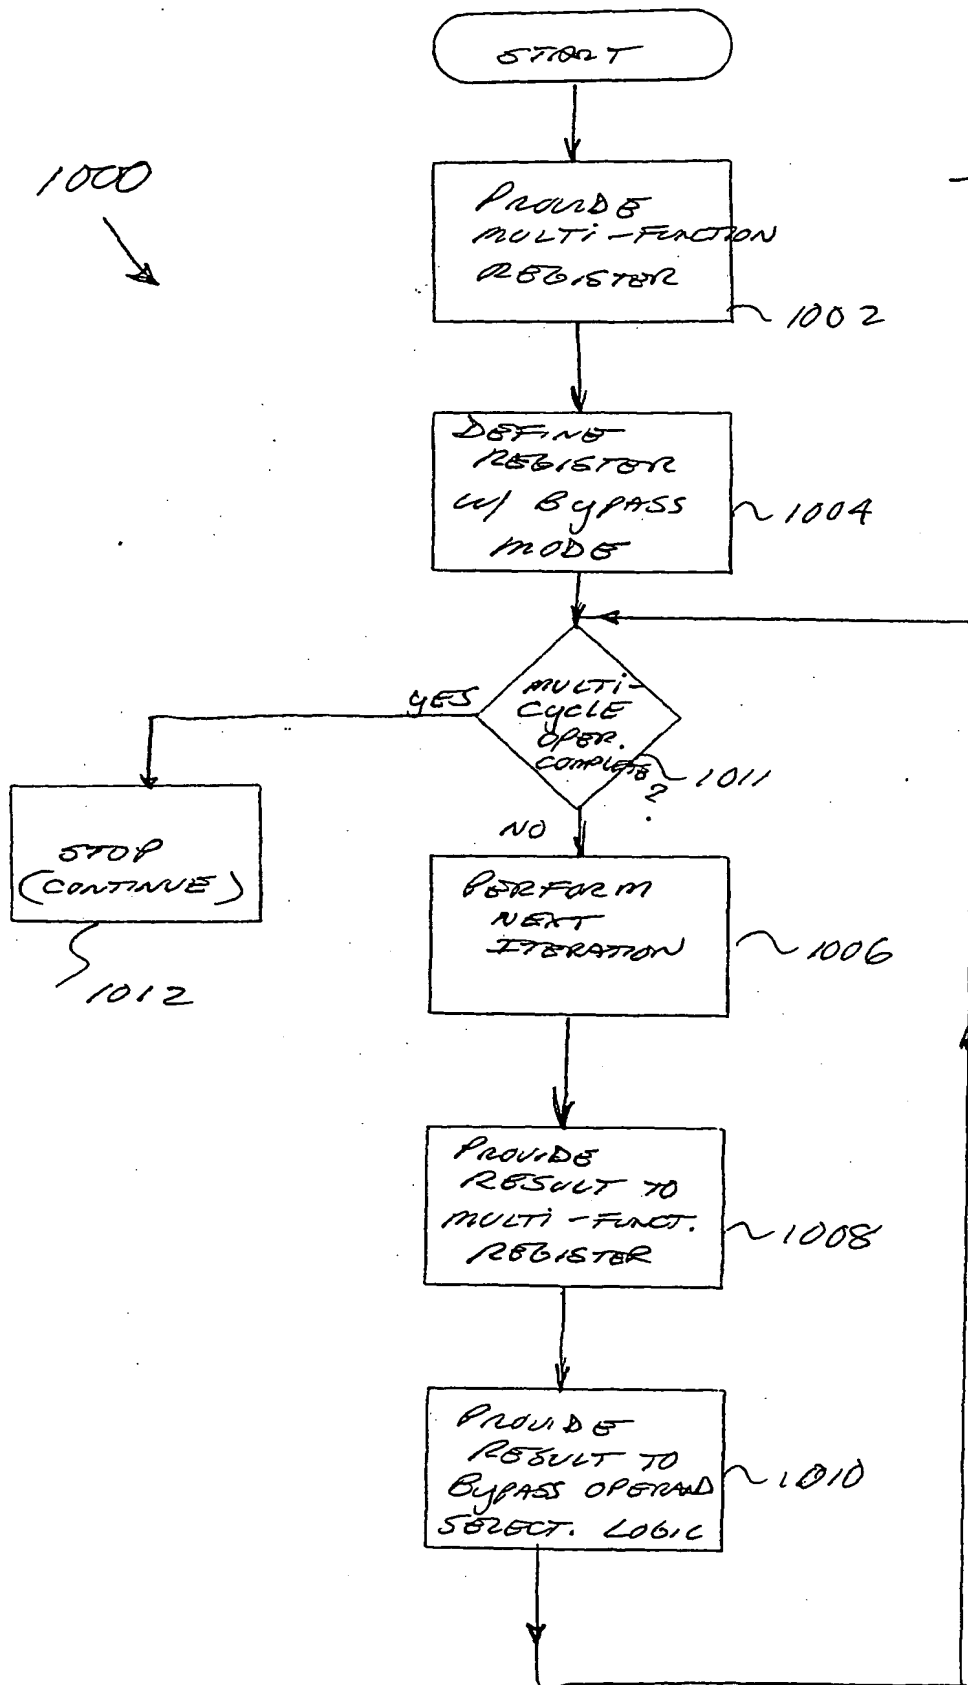 START
1000
PROVIDE
MULTI-FUNCTION
REGISTER
1002
DEFINE
REGISTER
W/ BYPASS
MODE
1004
MULTI-
CYCLE
OPER.
COMPLETE
?
1011
YES
NO
STOP
(CONTINUE)
1012
PERFORM
NEXT
ITERATION
1006
PROVIDE
RESULT TO
MULTI-FUNCT.
REGISTER
1008
PROVIDE
RESULT TO
BYPASS OPERAND
SELECT. LOGIC
1010